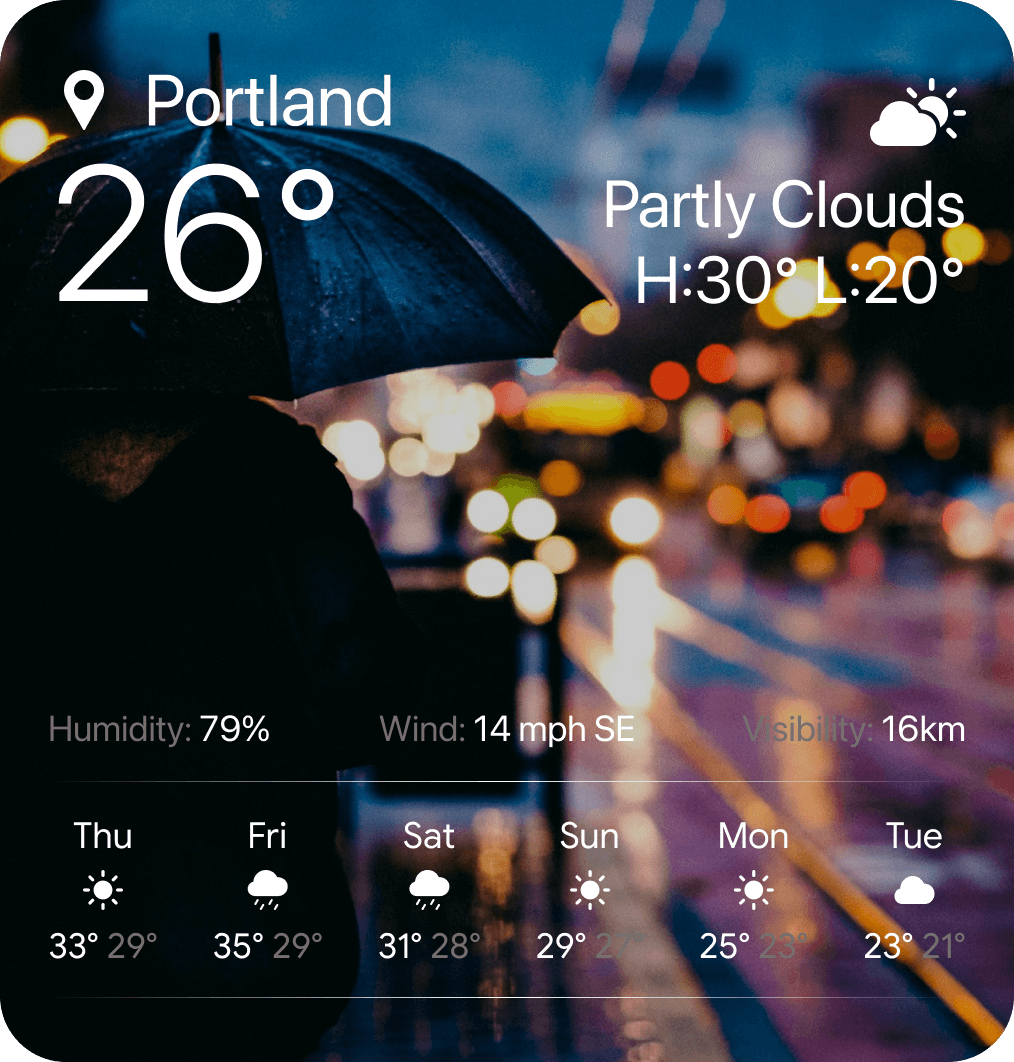 Portland
26°
Partly Clouds
H:30° L:20°
Humidity: 79%
Wind: 14 mph SE
Visibility: 16km
Thu Fri Sat Sun Mon Tue
33° 29° 35° 29° 31° 28° 29° 27° 25° 23° 23° 21°